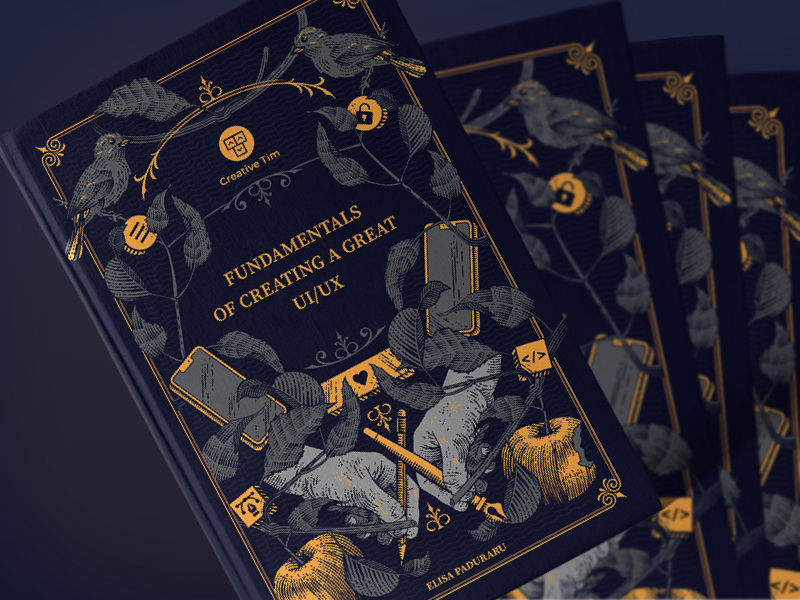 Creative Tim
FUNDAMENTALS
OF CREATING A GREAT
UI/UX
</>
ELISA PADURARU
</>
</>